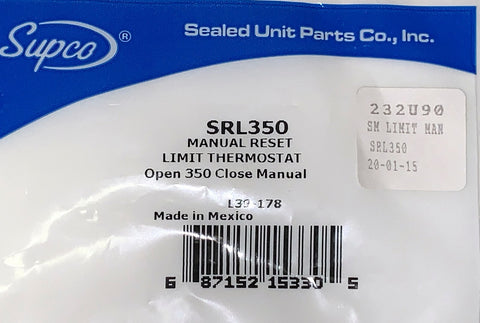 Supco®
Sealed Unit Parts Co., Inc.
SRL350
MANUAL RESET
LIMIT THERMOSTAT
Open 350 Close Manual
L39-178
Made in Mexico
6 87152 15330 5
232U90
SM LIMIT MAN
SRL350
20-01-15